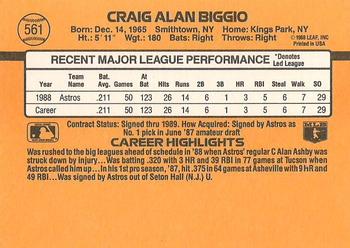 561
CRAIG ALAN BIGGIO
Born: Dec. 14, 1965 Smithtown, NY Home: Kings Park, NY
Ht: 5' 11" Wgt: 180 Bats: Right Throws: Right
© 1988 LEAF, INC
Printed in USA
RECENT MAJOR LEAGUE PERFORMANCE
*Denotes
Led League
Year Team Name Bat. Avg. G At Bat R Hit 2B 3B HR RBI Steal Walk SO
1988 Astros .211 50 123 26 14 6 1 3 5 6 7 29
Career .211 50 123 26 14 6 1 3 5 6 7 29
Contract Status: Signed thru 1989. How Acquired: Signed by Astros as
No. 1 pick in June '87 amateur draft
CAREER HIGHLIGHTS
Was rushed to the big leagues ahead of schedule in '88 when Astros' regular C Alan Ashby was
struck down by injury...Was batting .320 with 3 HR and 39 RBI in 77 games at Tucson when
Astros called him up...In his 1st pro season, '87, hit .375 in 64 games at Asheville with 9 HR and
49 RBI...Was signed by Astros out of Seton Hall (N.J.) U.